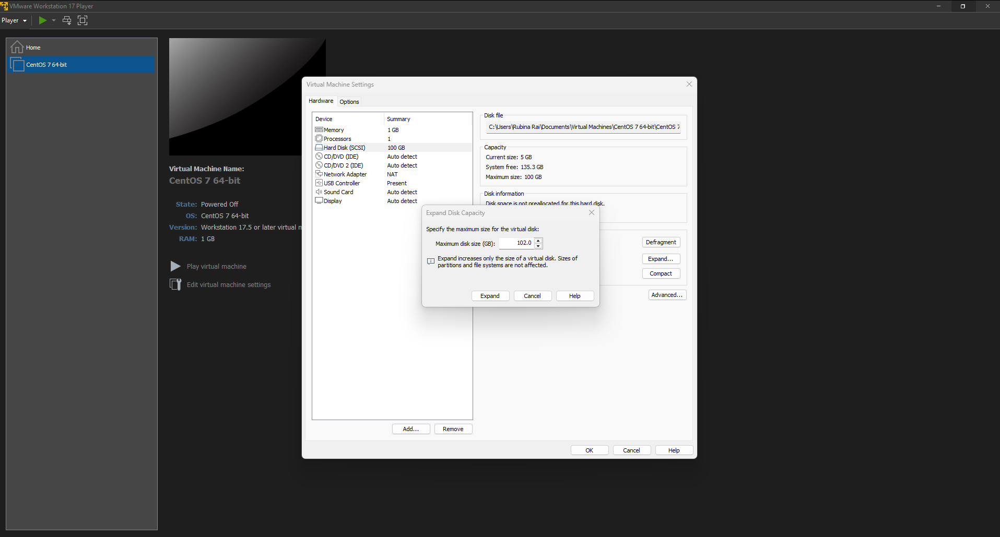 VMware Workstation 17 Player
Player
Home
CentOS 7 64-bit
Virtual Machine Name:
CentOS 7 64-bit
State: Powered Off
OS: CentOS 7 64-bit
Version: Workstation 17.5 or later virtual
RAM: 1 GB
Play virtual machine
Edit virtual machine settings
Virtual Machine Settings
Hardware
Options
Device Summary
Memory 1 GB
Processors 1
Hard Disk (SCSI) 100 GB
CD/DVD (IDE) Auto detect
CD/DVD 2 (IDE) Auto detect
Network Adapter NAT
USB Controller Present
Sound Card Auto detect
Display Auto detect
Add...
Remove
Disk file
C:\Users\Rubina Rai\Documents\Virtual Machines\CentOS 7 64-bit\CentOS 7
Capacity
Current size: 5 GB
System free: 135.3 GB
Maximum size: 100 GB
Disk information
Disk space is not preallocated for this hard disk.
Defragment
Expand...
Compact
Advanced...
Expand Disk Capacity
Specify the maximum size for the virtual disk:
Maximum disk size (GB): 102.0
Expand increases only the size of a virtual disk. Sizes of
partitions and file systems are not affected.
Expand
Cancel
Help
OK
Cancel
Help